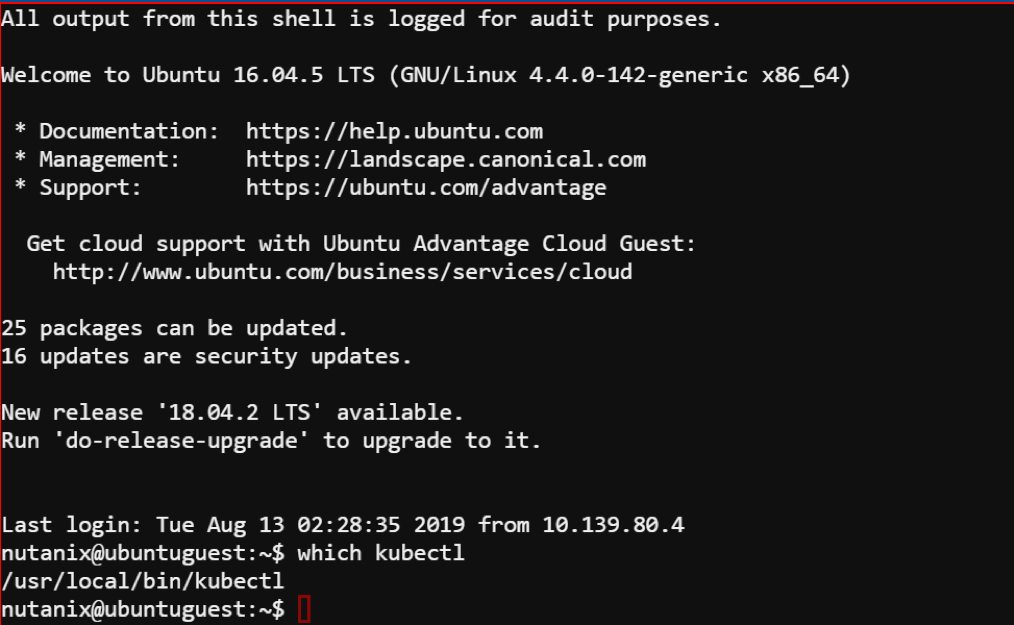 All output from this shell is logged for audit purposes.
Welcome to Ubuntu 16.04.5 LTS (GNU/Linux 4.4.0-142-generic x86_64)
* Documentation:  https://help.ubuntu.com
* Management:     https://landscape.canonical.com
* Support:        https://ubuntu.com/advantage
Get cloud support with Ubuntu Advantage Cloud Guest:
http://www.ubuntu.com/business/services/cloud
25 packages can be updated.
16 updates are security updates.
New release '18.04.2 LTS' available.
Run 'do-release-upgrade' to upgrade to it.
Last login: Tue Aug 13 02:28:35 2019 from 10.139.80.4
nutanix@ubuntuguest:~$ which kubectl
/usr/local/bin/kubectl
nutanix@ubuntuguest:~$